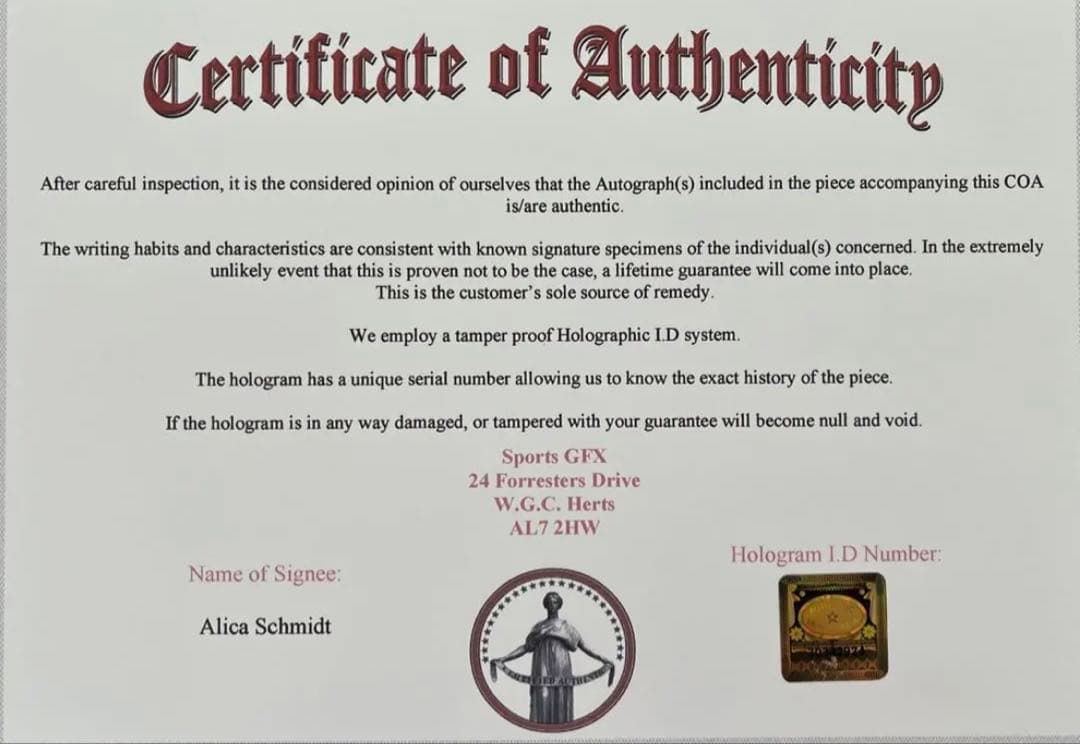 Certificate of Authenticity
After careful inspection, it is the considered opinion of ourselves that the Autograph(s) included in the piece accompanying this COA
is/are authentic.
The writing habits and characteristics are consistent with known signature specimens of the individual(s) concerned. In the extremely
unlikely event that this is proven not to be the case, a lifetime guarantee will come into place.
This is the customer's sole source of remedy.
We employ a tamper proof Holographic I.D system.
The hologram has a unique serial number allowing us to know the exact history of the piece.
If the hologram is in any way damaged, or tampered with your guarantee will become null and void.
Sports GFX
24 Forresters Drive
W.G.C. Herts
AL7 2HW
Hologram I.D Number:
Name of Signee:
Alica Schmidt